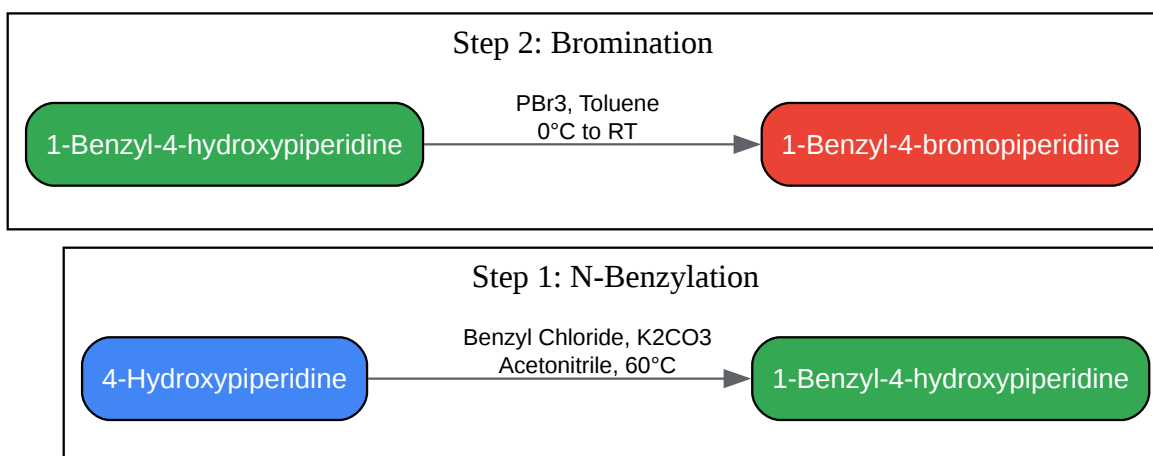 Step 2: Bromination
PBr3, Toluene
0°C to RT
1-Benzyl-4-hydroxypiperidine
1-Benzyl-4-bromopiperidine
Step 1: N-Benzylation
Benzyl Chloride, K2CO3
Acetonitrile, 60°C
4-Hydroxypiperidine
1-Benzyl-4-hydroxypiperidine